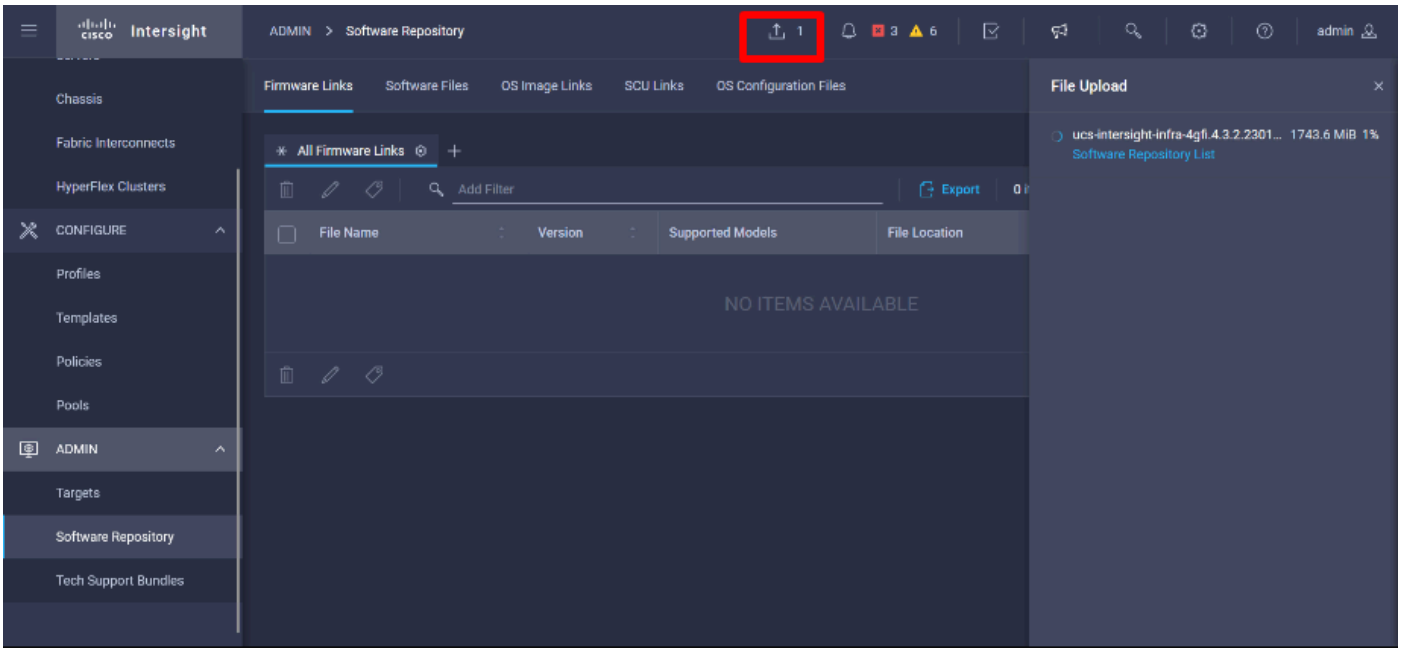 cisco Intersight
ADMIN > Software Repository
1
3 6
admin
Chassis
Fabric Interconnects
HyperFlex Clusters
CONFIGURE
Profiles
Templates
Policies
Pools
ADMIN
Targets
Software Repository
Tech Support Bundles
Firmware Links Software Files OS Image Links SCU Links OS Configuration Files
All Firmware Links +
Add Filter
Export 0
File Name Version Supported Models File Location
NO ITEMS AVAILABLE
File Upload ×
ucs-intersight-infra-4gfi.4.3.2.2301... 1743.6 MiB 1%
Software Repository List